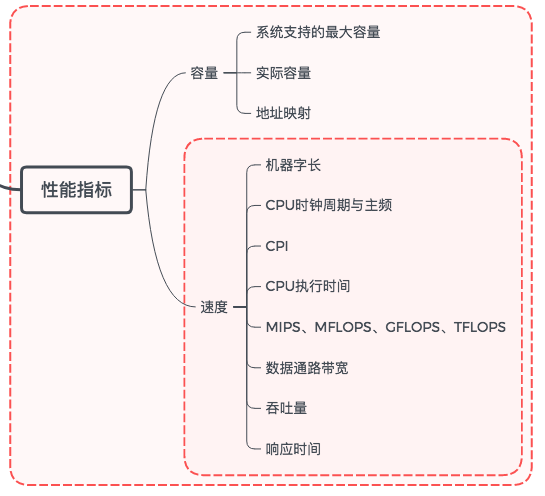 性能指标
容量
系统支持的最大容量
实际容量
地址映射
速度
机器字长
CPU时钟周期与主频
CPI
CPU执行时间
MIPS、MFLOPS、GFLOPS、TFLOPS
数据通路带宽
吞吐量
响应时间